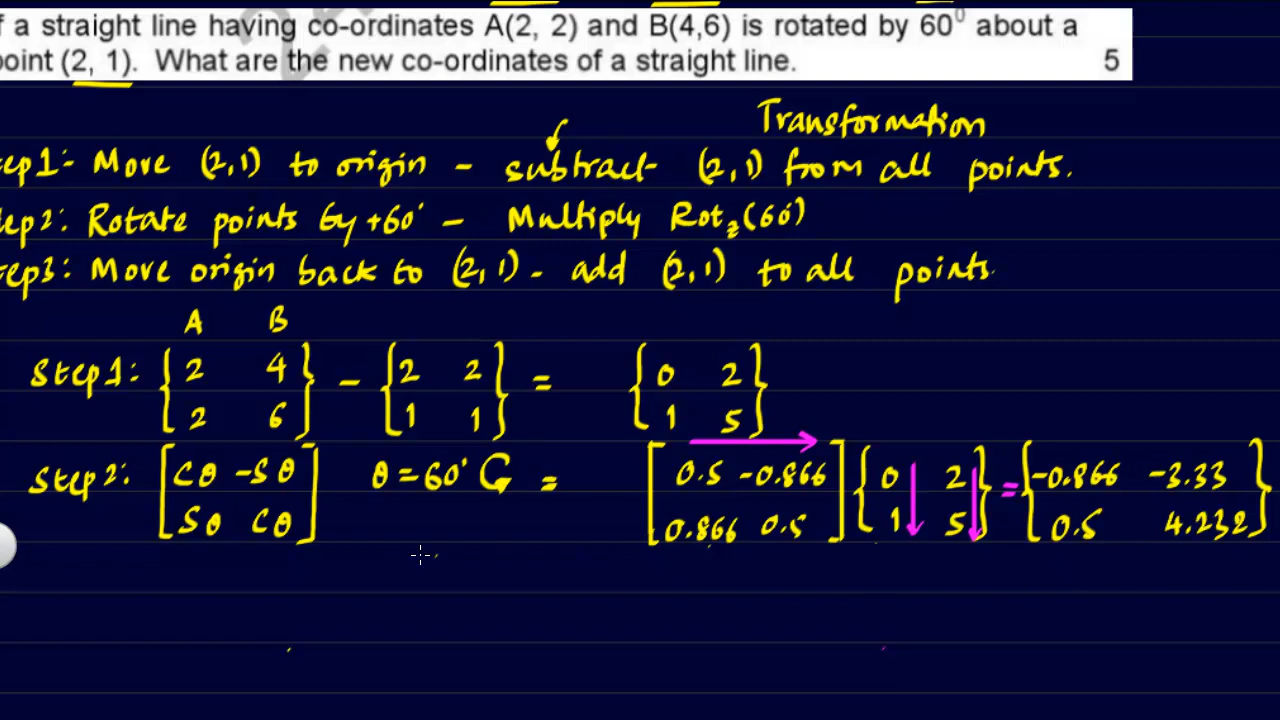 f a straight line having co-ordinates A(2, 2) and B(4,6) is rotated by 60⁰ about a
oint (2, 1). What are the new co-ordinates of a straight line. 5
Transformation
tep1:- Move (2,1) to origin - subtract (2,1) from all points.
tep2: Rotate points by +60° - Multiply Rot_z(60°)
tep3: Move origin back to (2,1) - add (2,1) to all points.
A B
Step1: {2 4 - {2 2 = {0 2
2 6} 1 1} 1 5}
Step2: [Cθ -Sθ θ=60° = [0.5 -0.866 {0 2 = {-0.866 -3.33
Sθ Cθ] 0.866 0.5] 1 5} 0.5 4.232}